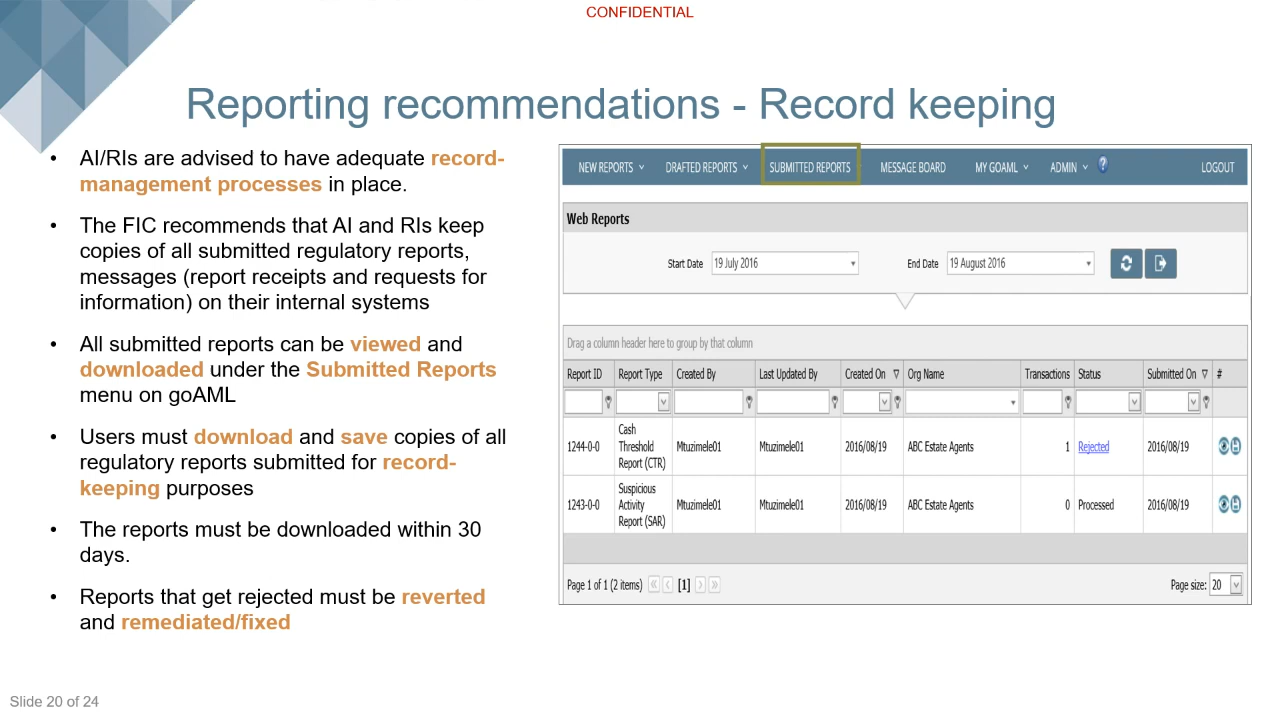 CONFIDENTIAL
Reporting recommendations - Record keeping
• AI/RIs are advised to have adequate record-
management processes in place.
• The FIC recommends that AI and RIs keep
copies of all submitted regulatory reports,
messages (report receipts and requests for
information) on their internal systems
• All submitted reports can be viewed and
downloaded under the Submitted Reports
menu on goAML
• Users must download and save copies of all
regulatory reports submitted for record-
keeping purposes
• The reports must be downloaded within 30
days.
• Reports that get rejected must be reverted
and remediated/fixed
NEW REPORTS DRAFTED REPORTS SUBMITTED REPORTS MESSAGE BOARD MY GOAML ADMIN ? LOGOUT
Web Reports
Start Date 19 July 2016 End Date 19 August 2016
Drag a column header here to group by that column
Report ID Report Type Created By Last Updated By Created On Org Name Transactions Status Submitted On #
1244-0-0 Cash Threshold Report (CTR) Mtuzimele01 Mtuzimele01 2016/08/19 ABC Estate Agents 1 Rejected 2016/08/19
1243-0-0 Suspicious Activity Report (SAR) Mtuzimele01 Mtuzimele01 2016/08/19 ABC Estate Agents 0 Processed 2016/08/19
Page 1 of 1 (2 items) [1] Page size: 20
Slide 20 of 24